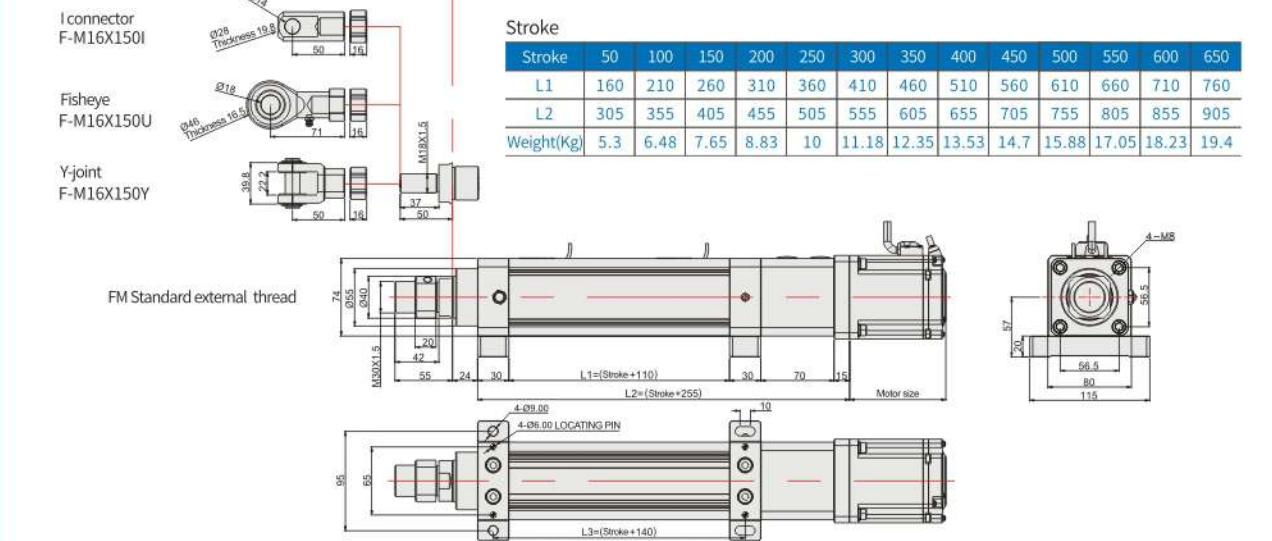 I connector
F-M16X150I
Ø14
Ø28
Thickness 19.8
50
16
Fisheye
F-M16X150U
Ø18
Ø46
Thickness 16.5
71
16
Y-joint
F-M16X150Y
39.8
22.2
50
16
M18X1.5
37
50
Stroke
Stroke 50 100 150 200 250 300 350 400 450 500 550 600 650
L1 160 210 260 310 360 410 460 510 560 610 660 710 760
L2 305 355 405 455 505 555 605 655 705 755 805 855 905
Weight(Kg) 5.3 6.48 7.65 8.83 10 11.18 12.35 13.53 14.7 15.88 17.05 18.23 19.4
FM Standard external thread
74
Ø55
Ø40
M30X1.5
20
42
55
24
30
L1=(Stroke+110)
30
70
15
L2=(Stroke+255)
Motor size
4-M8
57
20
56.5
56.5
80
115
4-Ø9.00
4-Ø6.00 LOCATING PIN
10
95
65
L3=(Stroke+140)